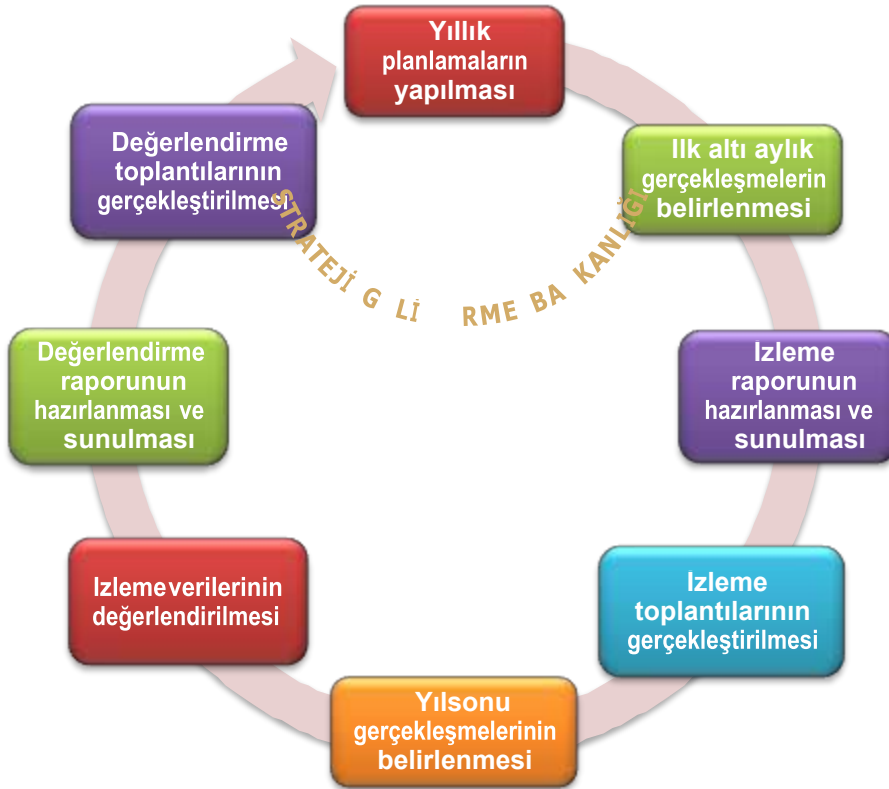 Yıllık
planlamaların
yapılması
Ilk altı aylık
gerçekleşmelerin
belirlenmesi
Izleme
raporunun
hazırlanması ve
sunulması
Izleme
toplantılarının
gerçekleştirilmesi
Yılsonu
gerçekleşmelerinin
belirlenmesi
Izleme verilerinin
değerlendirilmesi
Değerlendirme
raporunun
hazırlanması ve
sunulması
Değerlendirme
toplantılarının
gerçekleştirilmesi
STRATEJİ G Lİ RME BA KANLIĞI